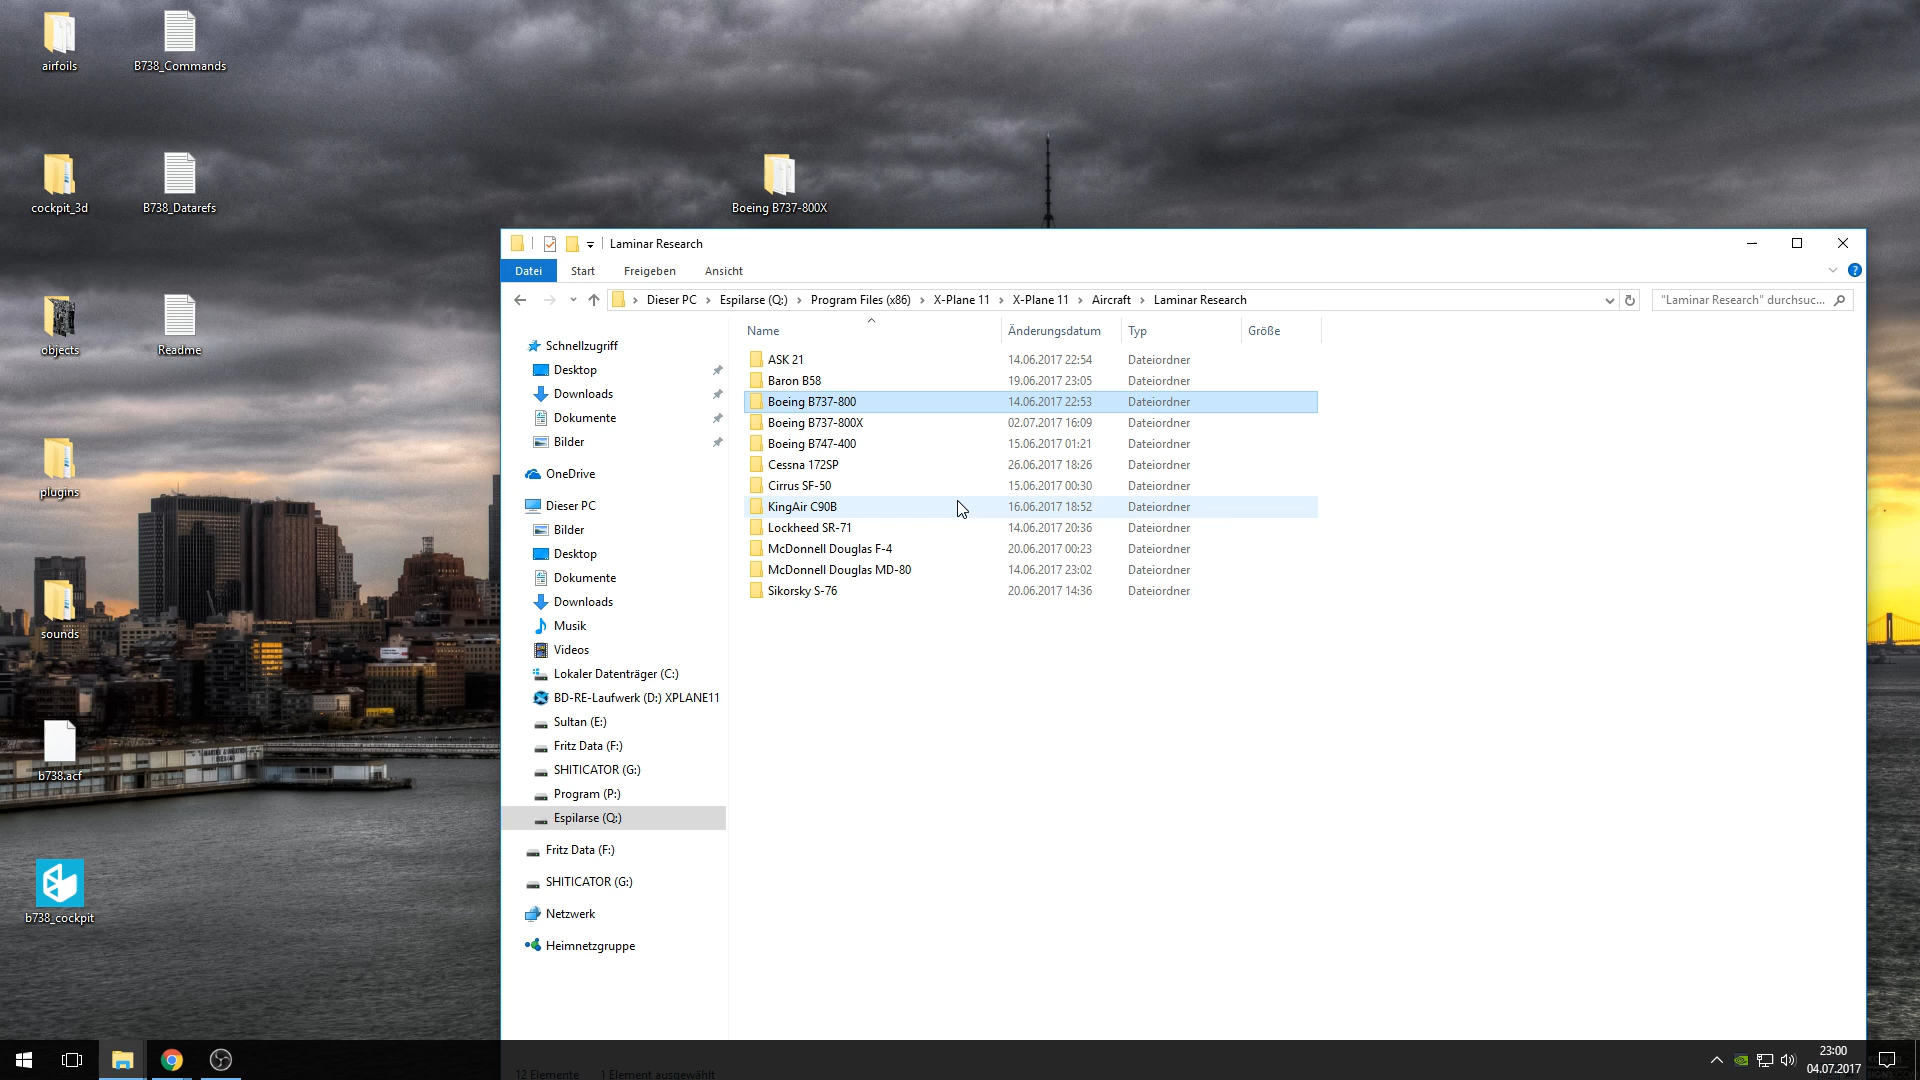 airfoils
B738_Commands
cockpit_3d
B738_Datarefs
Boeing B737-800X
objects
Readme
plugins
sounds
b738.acf
b738_cockpit
Laminar Research
Datei Start Freigeben Ansicht
Dieser PC Espilarse (Q:) Program Files (x86) X-Plane 11 X-Plane 11 Aircraft Laminar Research
"Laminar Research" durchsuc...
Schnellzugriff
Desktop
Downloads
Dokumente
Bilder
OneDrive
Dieser PC
Bilder
Desktop
Dokumente
Downloads
Musik
Videos
Lokaler Datenträger (C:)
BD-RE-Laufwerk (D:) XPLANE11
Sultan (E:)
Fritz Data (F:)
SHITICATOR (G:)
Program (P:)
Espilarse (Q:)
Fritz Data (F:)
SHITICATOR (G:)
Netzwerk
Heimnetzgruppe
Name Änderungsdatum Typ Größe
ASK 21 14.06.2017 22:54 Dateiordner
Baron B58 19.06.2017 23:05 Dateiordner
Boeing B737-800 14.06.2017 22:53 Dateiordner
Boeing B737-800X 02.07.2017 16:09 Dateiordner
Boeing B747-400 15.06.2017 01:21 Dateiordner
Cessna 172SP 26.06.2017 18:26 Dateiordner
Cirrus SF-50 15.06.2017 00:30 Dateiordner
KingAir C90B 16.06.2017 18:52 Dateiordner
Lockheed SR-71 14.06.2017 20:36 Dateiordner
McDonnell Douglas F-4 20.06.2017 00:23 Dateiordner
McDonnell Douglas MD-80 14.06.2017 23:02 Dateiordner
Sikorsky S-76 20.06.2017 14:36 Dateiordner
12 Elemente 1 Element ausgewählt
23:00
04.07.2017